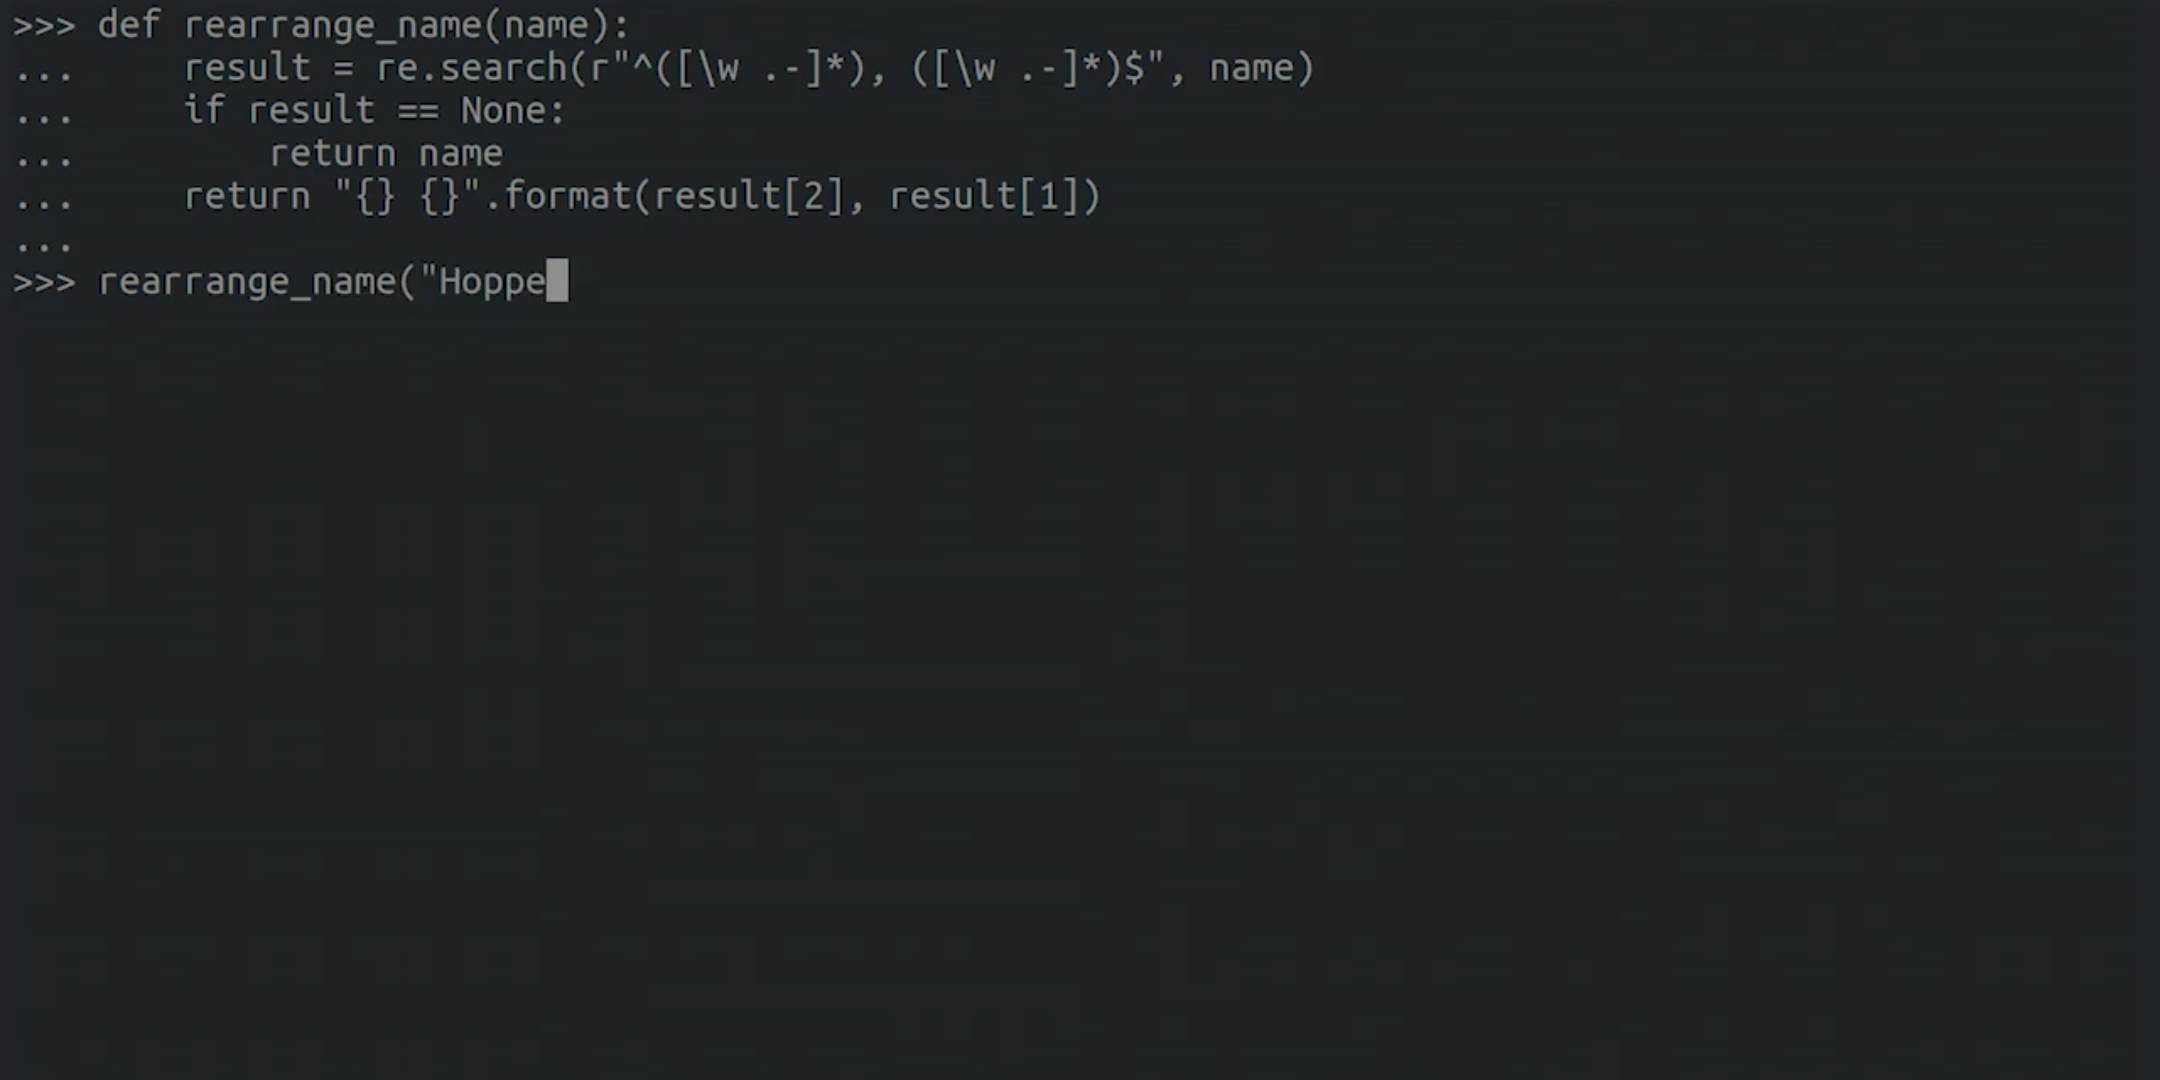 >>> def rearrange_name(name):
...     result = re.search(r"^([\w .-]*), ([\w .-]*)$", name)
...     if result == None:
...         return name
...     return "{} {}".format(result[2], result[1])
...
>>> rearrange_name("Hoppe